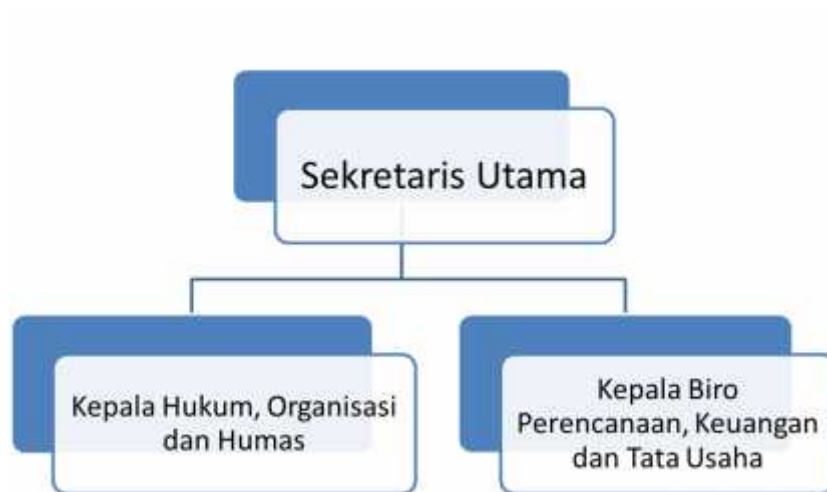 Sekretaris Utama
Kepala Hukum, Organisasi
dan Humas
Kepala Biro
Perencanaan, Keuangan
dan Tata Usaha